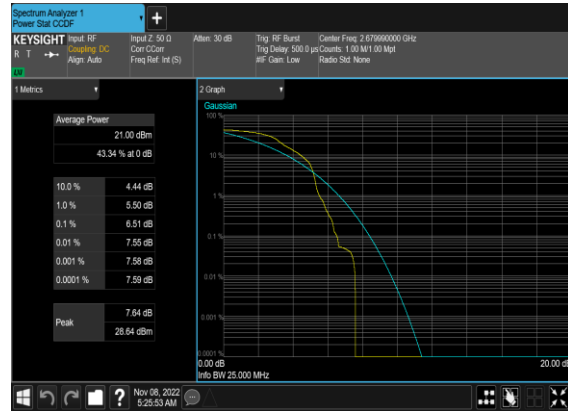 Spectrum Analyzer 1
Power Stat CCDF
KEYSIGHT
R T
LW
Input: RF
Coupling: DC
Align: Auto
Input Z: 50 Ω
Corr CCorr
Freq Ref: Int (S)
Atten: 30 dB
Trig: RF Burst
Trig Delay: 500.0 µs
#IF Gain: Low
Center Freq: 2.679990000 GHz
Counts: 1.00 M/1.00 Mpt
Radio Std: None
1 Metrics
Average Power
21.00 dBm
43.34 % at 0 dB
10.0 % 4.44 dB
1.0 % 5.50 dB
0.1 % 6.51 dB
0.01 % 7.55 dB
0.001 % 7.58 dB
0.0001 % 7.59 dB
Peak
7.64 dB
28.64 dBm
2 Graph
Gaussian
100 %
10 %
1 %
0.1 %
0.01 %
0.001 %
0.0001 %
0.00 dB
20.00 dB
Info BW 25.000 MHz
?
Nov 08, 2022
5:25:53 AM